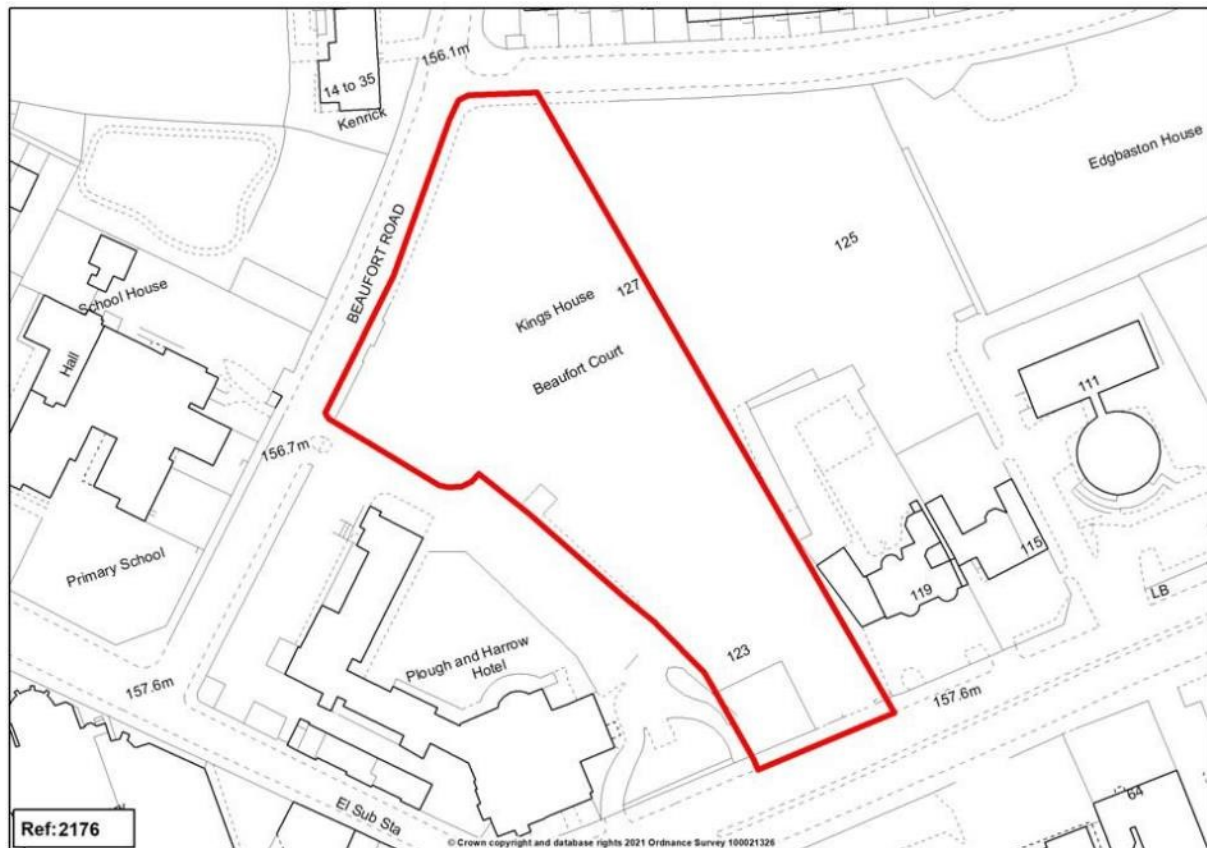 156.1m
14 to 35
Kenrick
Edgbaston House
BEAUFORT ROAD
125
127
Kings House
School House
Beaufort Court
Hall
111
156.7m
Primary School
115
119
LB
123
Plough and Harrow
Hotel
157.6m
157.6m
64
El Sub Sta
Ref:2176
© Crown copyright and database rights 2021 Ordnance Survey 100021326